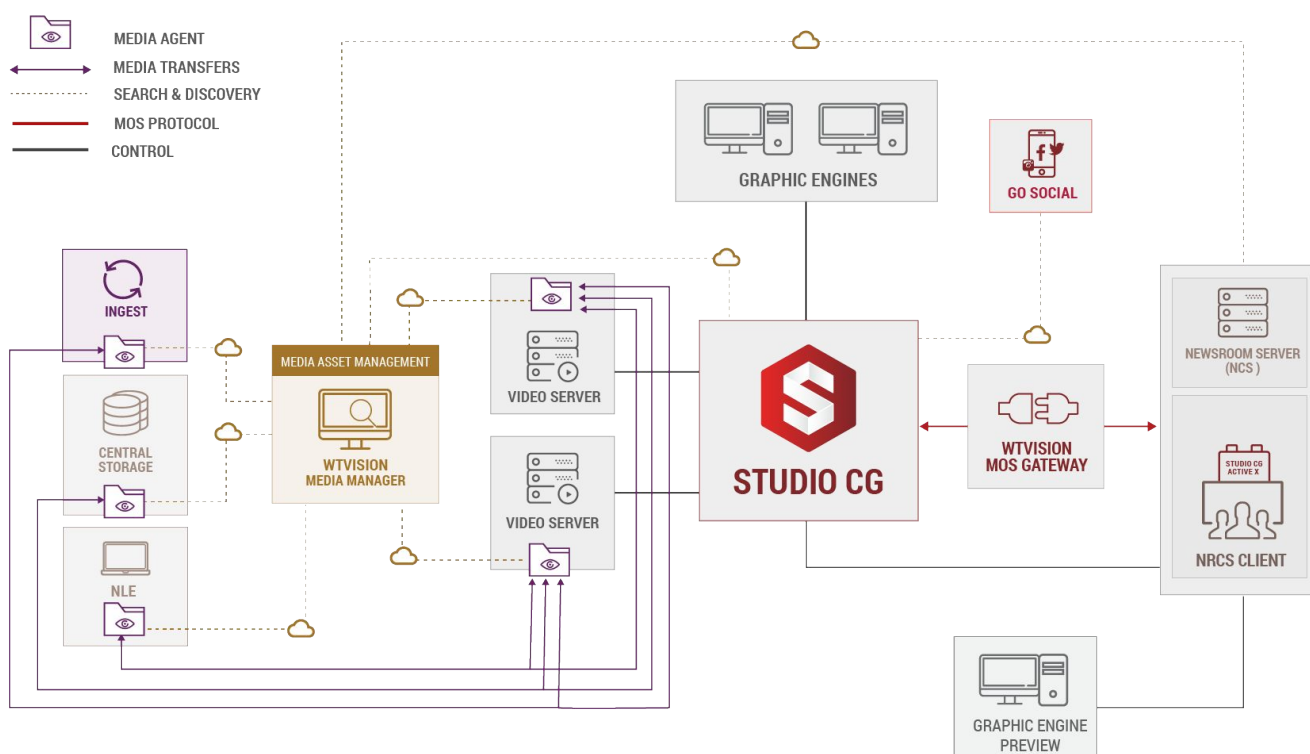 MEDIA AGENT
MEDIA TRANSFERS
SEARCH & DISCOVERY
MOS PROTOCOL
CONTROL
GRAPHIC ENGINES
GO SOCIAL
INGEST
CENTRAL
STORAGE
NLE
MEDIA ASSET MANAGEMENT
WTVISION
MEDIA MANAGER
VIDEO SERVER
VIDEO SERVER
STUDIO CG
WTVISION
MOS GATEWAY
NEWSROOM SERVER
(NCS )
STUDIO CG
ACTIVE X
NRCS CLIENT
GRAPHIC ENGINE
PREVIEW